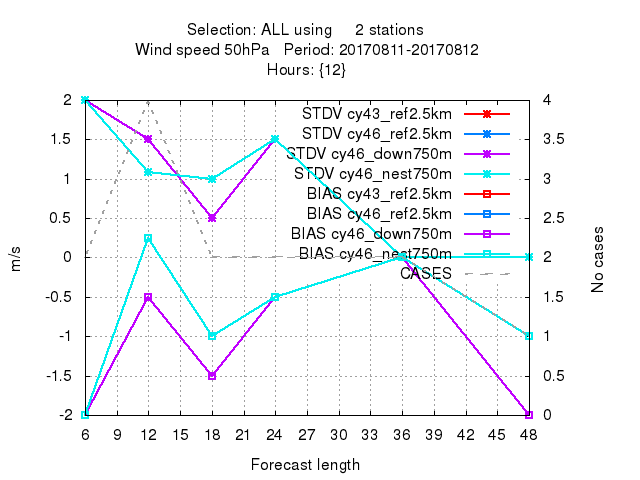 Selection: ALL using 2 stations
Wind speed 50hPa Period: 20170811-20170812
Hours: {12}
STDV cy43_ref2.5km
STDV cy46_ref2.5km
STDV cy46_down750m
STDV cy46_nest750m
BIAS cy43_ref2.5km
BIAS cy46_ref2.5km
BIAS cy46_down750m
BIAS cy46_nest750m
CASES
2
1.5
1
0.5
0
-0.5
-1
-1.5
-2
m/s
4
3.5
3
2.5
2
1.5
1
0.5
0
No cases
6 9 12 15 18 21 24 27 30 33 36 39 42 45 48
Forecast length